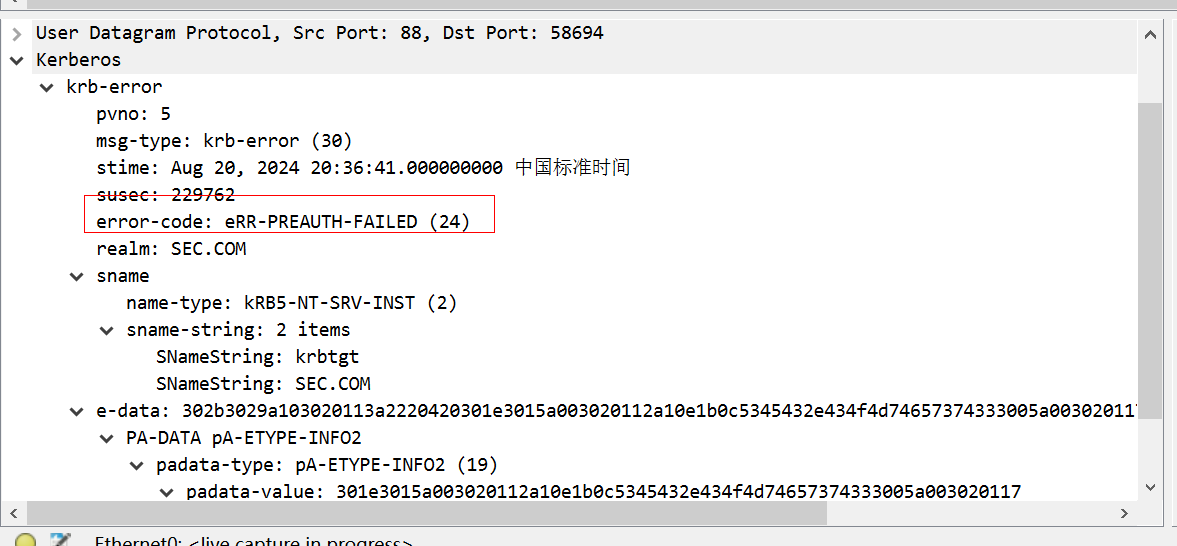 User Datagram Protocol, Src Port: 88, Dst Port: 58694
Kerberos
krb-error
pvno: 5
msg-type: krb-error (30)
stime: Aug 20, 2024 20:36:41.000000000 中国标准时间
susec: 229762
error-code: eRR-PREAUTH-FAILED (24)
realm: SEC.COM
sname
name-type: kRB5-NT-SRV-INST (2)
sname-string: 2 items
SNameString: krbtgt
SNameString: SEC.COM
e-data: 302b3029a103020113a2220420301e3015a003020112a10e1b0c5345432e434f4d74657374333005a003020117
PA-DATA pA-ETYPE-INFO2
padata-type: pA-ETYPE-INFO2 (19)
padata-value: 301e3015a003020112a10e1b0c5345432e434f4d74657374333005a003020117
Ethernet0: <live capture in progress>